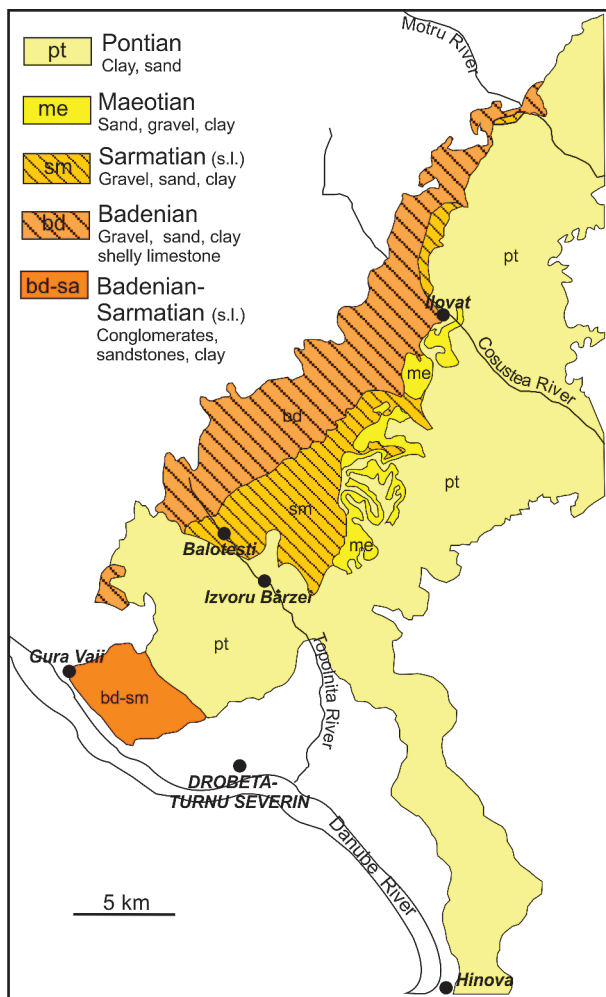 pt
Pontian
Clay, sand
me
Maeotian
Sand, gravel, clay
sm
Sarmatian (s.l.)
Gravel, sand, clay
bd
Badenian
Gravel, sand, clay
shelly limestone
bd-sa
Badenian-
Sarmatian (s.l.)
Conglomerates,
sandstones, clay
Motru River
pt
Ilovat
Cosustea River
me
bd
pt
sm
me
Balotesti
Izvoru Bârzei
pt
Topolnita River
Gura Vaii
bd-sm
DROBETA-
TURNU SEVERIN
Danube River
5 km
Hinova